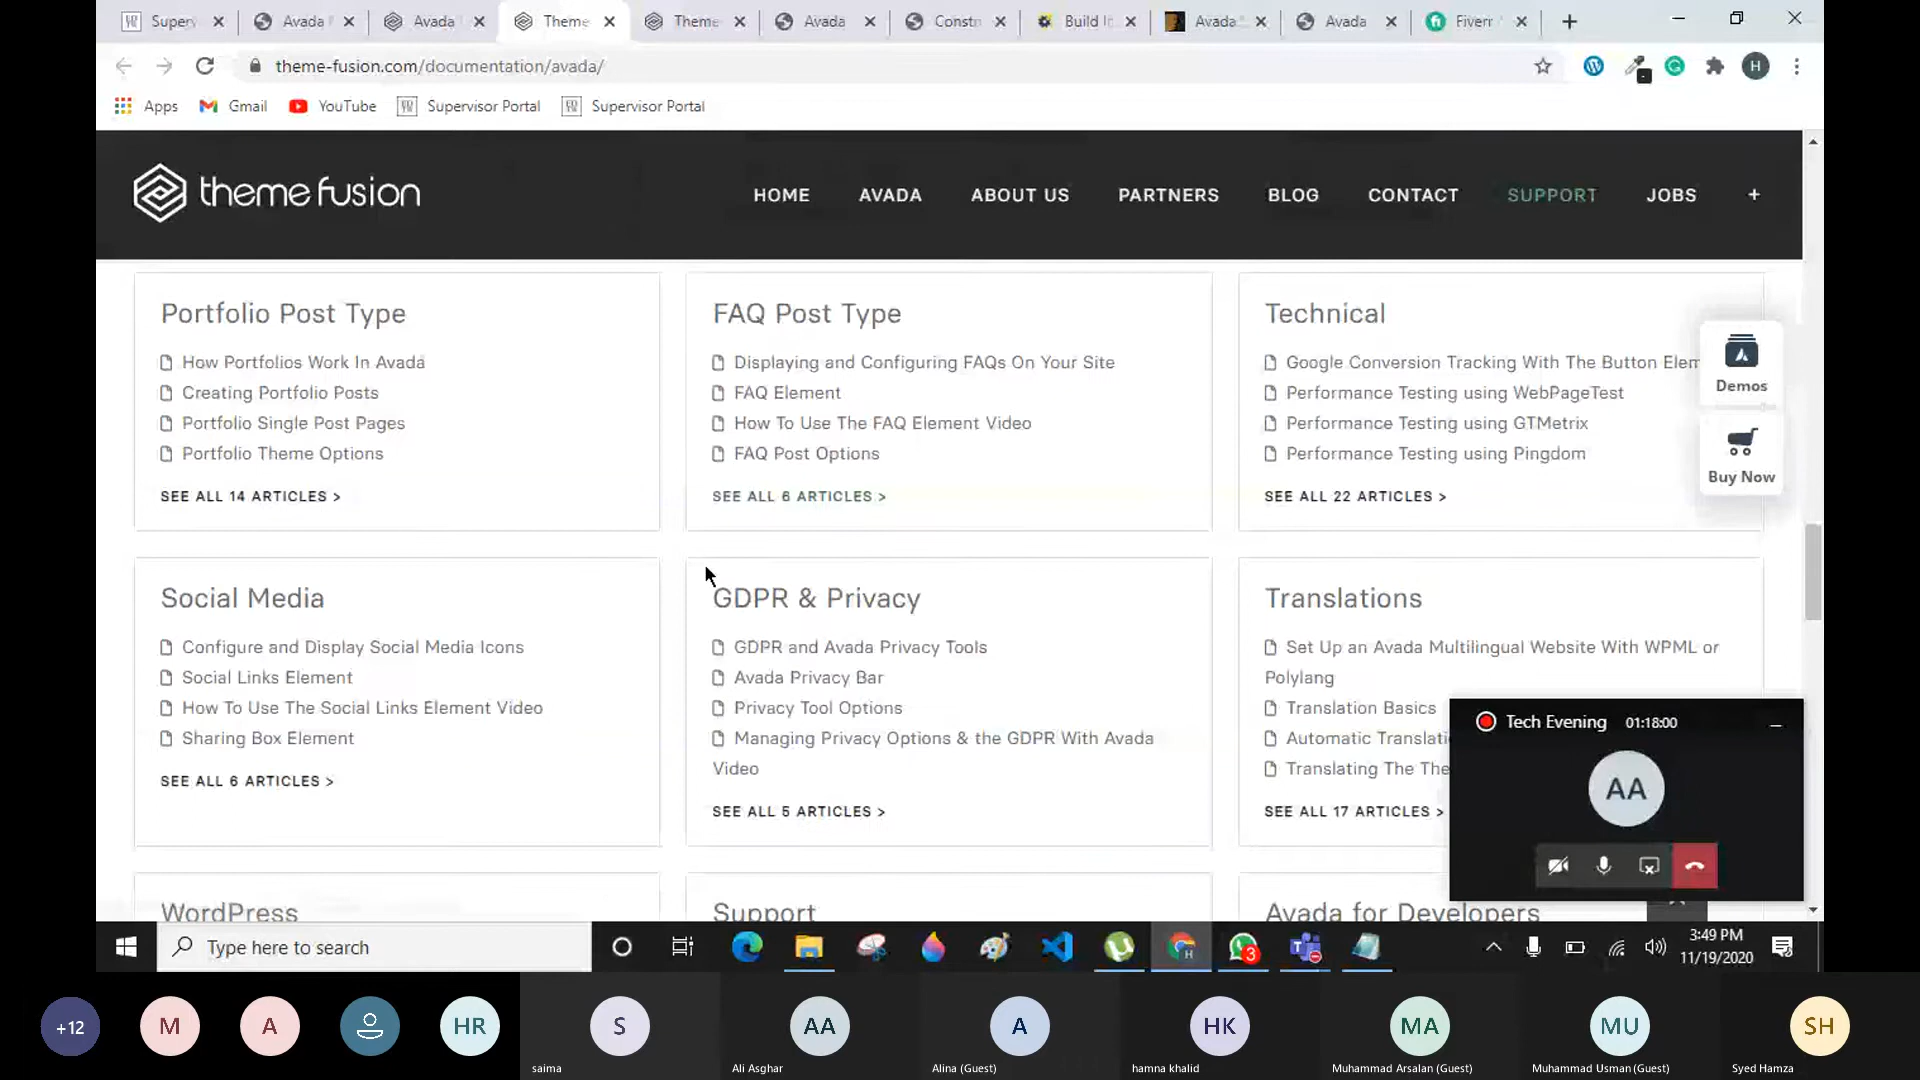 Superv
Avada
Avada
Theme
Theme
Avada
Constr
Build
Avada
Avada
Fiverr
theme-fusion.com/documentation/avada/
H
Apps
Gmail
YouTube
Supervisor Portal
Supervisor Portal
theme fusion
HOME
AVADA
ABOUT US
PARTNERS
BLOG
CONTACT
SUPPORT
JOBS
+
Portfolio Post Type
How Portfolios Work In Avada
Creating Portfolio Posts
Portfolio Single Post Pages
Portfolio Theme Options
SEE ALL 14 ARTICLES >
FAQ Post Type
Displaying and Configuring FAQs On Your Site
FAQ Element
How To Use The FAQ Element Video
FAQ Post Options
SEE ALL 6 ARTICLES >
Technical
Google Conversion Tracking With The Button Elem
Performance Testing using WebPageTest
Performance Testing using GTMetrix
Performance Testing using Pingdom
SEE ALL 22 ARTICLES >
Demos
Buy Now
Social Media
Configure and Display Social Media Icons
Social Links Element
How To Use The Social Links Element Video
Sharing Box Element
SEE ALL 6 ARTICLES >
GDPR & Privacy
GDPR and Avada Privacy Tools
Avada Privacy Bar
Privacy Tool Options
Managing Privacy Options & the GDPR With Avada
Video
SEE ALL 5 ARTICLES >
Translations
Set Up an Avada Multilingual Website With WPML or
Polylang
Translation Basics
Automatic Translati
Translating The The
SEE ALL 17 ARTICLES >
Tech Evening 01:18:00
AA
WordPress
Support
Avada for Developers
Type here to search
3
3:49 PM
11/19/2020
+12
M
A
HR
S
AA
A
HK
MA
MU
SH
saima
Ali Asghar
Alina (Guest)
hamna khalid
Muhammad Arsalan (Guest)
Muhammad Usman (Guest)
Syed Hamza